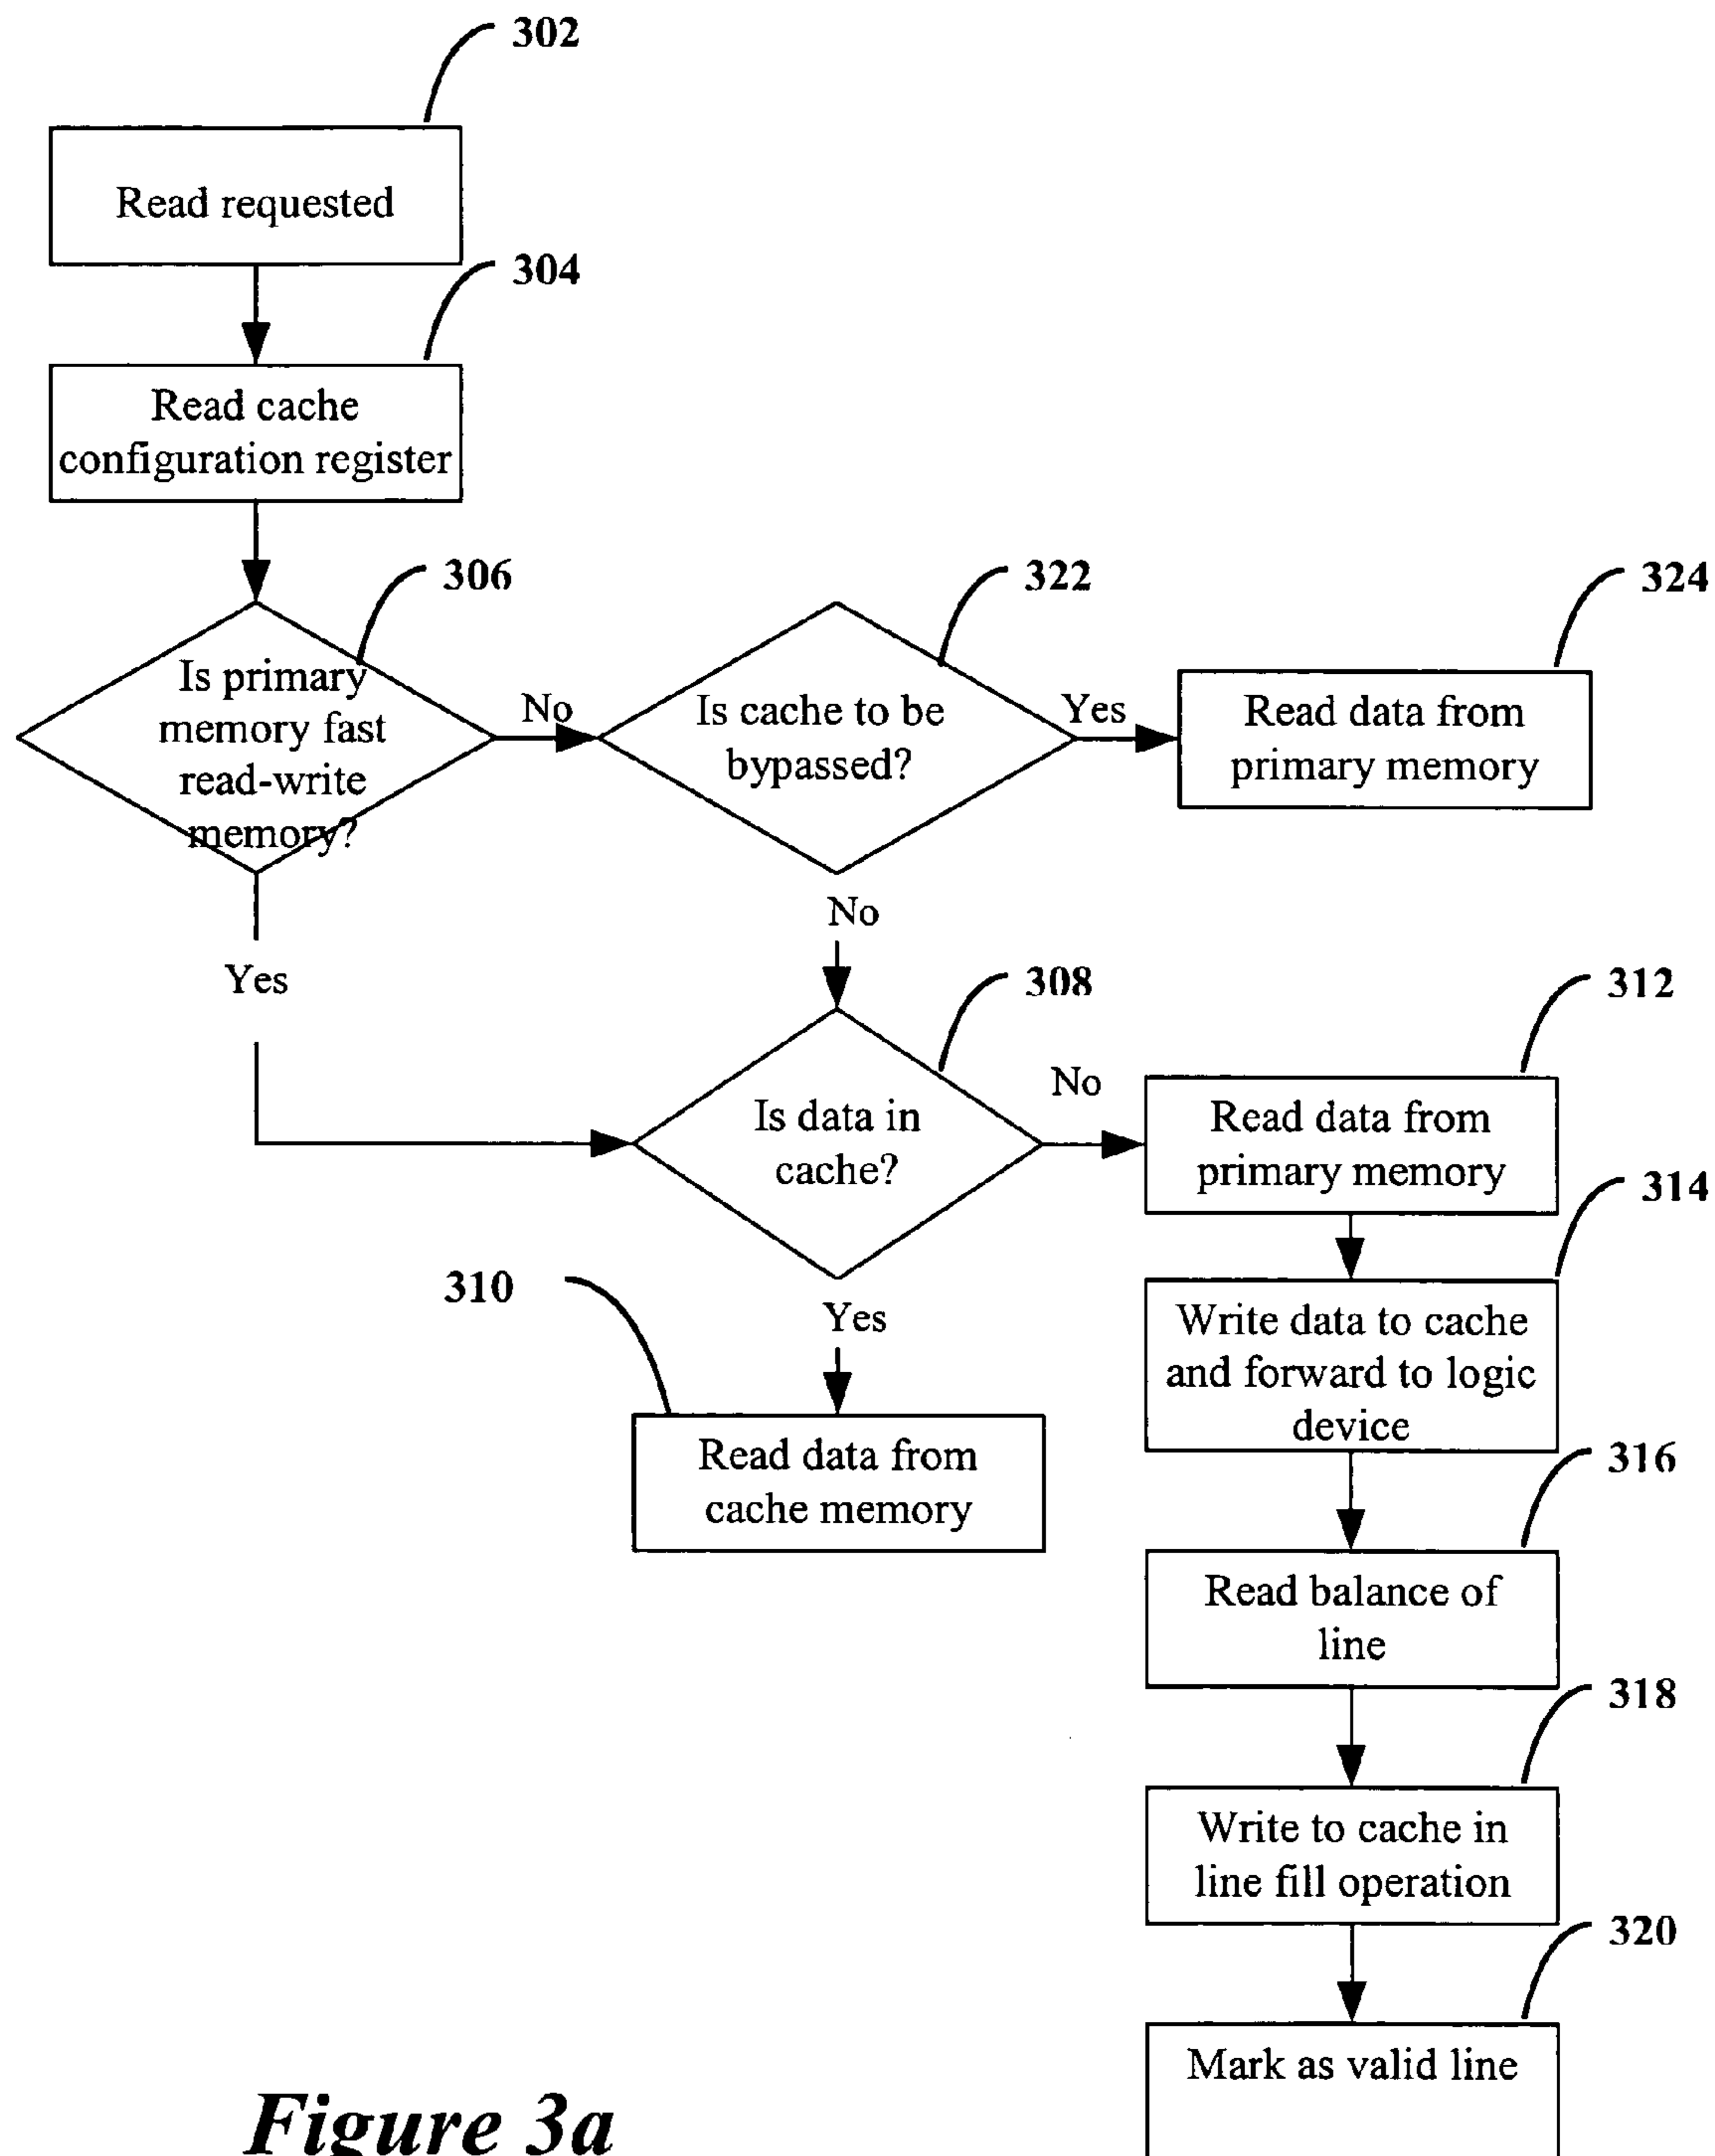 302
Read requested
304
Read cache
configuration register
306
Is primary
memory fast
read-write
memory?
No
322
Is cache to be
bypassed?
Yes
324
Read data from
primary memory
Yes
No
308
Is data in
cache?
No
312
Read data from
primary memory
314
Write data to cache
and forward to logic
device
310
Yes
Read data from
cache memory
316
Read balance of
line
318
Write to cache in
line fill operation
320
Mark as valid line
Figure 3a